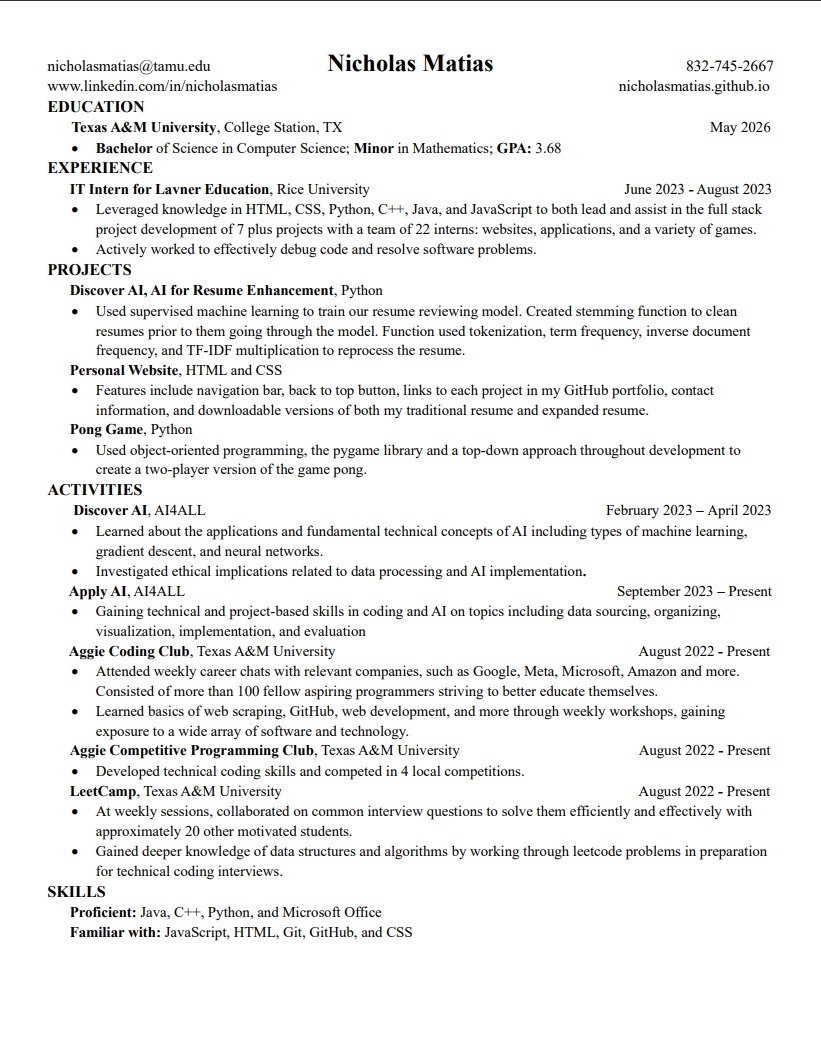 nicholasmatias@tamu.edu Nicholas Matias 832-745-2667
www.linkedin.com/in/nicholasmatias nicholasmatias.github.io
EDUCATION
Texas A&M University, College Station, TX May 2026
• Bachelor of Science in Computer Science; Minor in Mathematics; GPA: 3.68
EXPERIENCE
IT Intern for Lavner Education, Rice University June 2023 - August 2023
• Leveraged knowledge in HTML, CSS, Python, C++, Java, and JavaScript to both lead and assist in the full stack
project development of 7 plus projects with a team of 22 interns: websites, applications, and a variety of games.
• Actively worked to effectively debug code and resolve software problems.
PROJECTS
Discover AI, AI for Resume Enhancement, Python
• Used supervised machine learning to train our resume reviewing model. Created stemming function to clean
resumes prior to them going through the model. Function used tokenization, term frequency, inverse document
frequency, and TF-IDF multiplication to reprocess the resume.
Personal Website, HTML and CSS
• Features include navigation bar, back to top button, links to each project in my GitHub portfolio, contact
information, and downloadable versions of both my traditional resume and expanded resume.
Pong Game, Python
• Used object-oriented programming, the pygame library and a top-down approach throughout development to
create a two-player version of the game pong.
ACTIVITIES
Discover AI, AI4ALL February 2023 – April 2023
• Learned about the applications and fundamental technical concepts of AI including types of machine learning,
gradient descent, and neural networks.
• Investigated ethical implications related to data processing and AI implementation.
Apply AI, AI4ALL September 2023 – Present
• Gaining technical and project-based skills in coding and AI on topics including data sourcing, organizing,
visualization, implementation, and evaluation
Aggie Coding Club, Texas A&M University August 2022 - Present
• Attended weekly career chats with relevant companies, such as Google, Meta, Microsoft, Amazon and more.
Consisted of more than 100 fellow aspiring programmers striving to better educate themselves.
• Learned basics of web scraping, GitHub, web development, and more through weekly workshops, gaining
exposure to a wide array of software and technology.
Aggie Competitive Programming Club, Texas A&M University August 2022 - Present
• Developed technical coding skills and competed in 4 local competitions.
LeetCamp, Texas A&M University August 2022 - Present
• At weekly sessions, collaborated on common interview questions to solve them efficiently and effectively with
approximately 20 other motivated students.
• Gained deeper knowledge of data structures and algorithms by working through leetcode problems in preparation
for technical coding interviews.
SKILLS
Proficient: Java, C++, Python, and Microsoft Office
Familiar with: JavaScript, HTML, Git, GitHub, and CSS